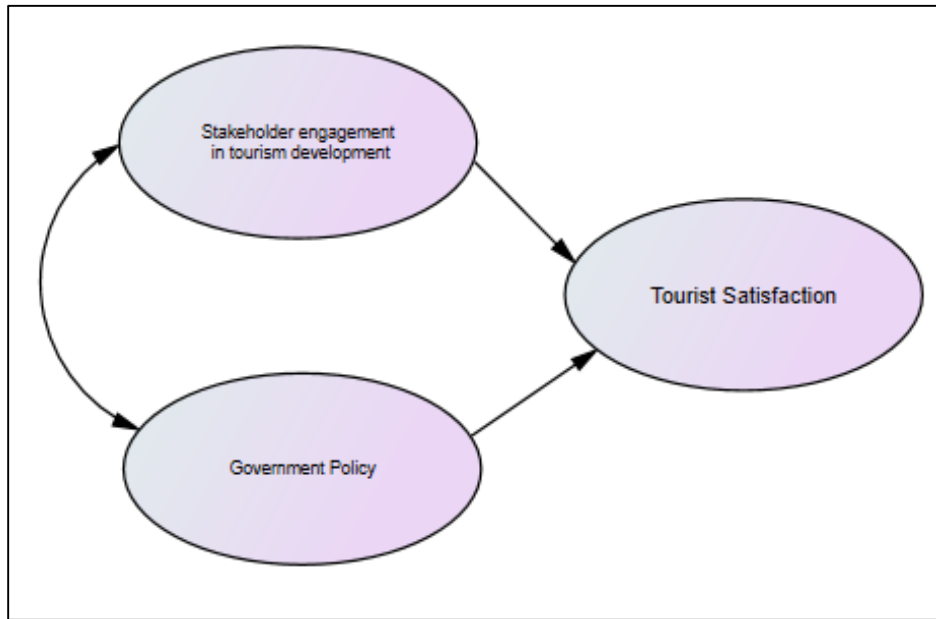 Stakeholder engagement
in tourism development
Tourist Satisfaction
Government Policy